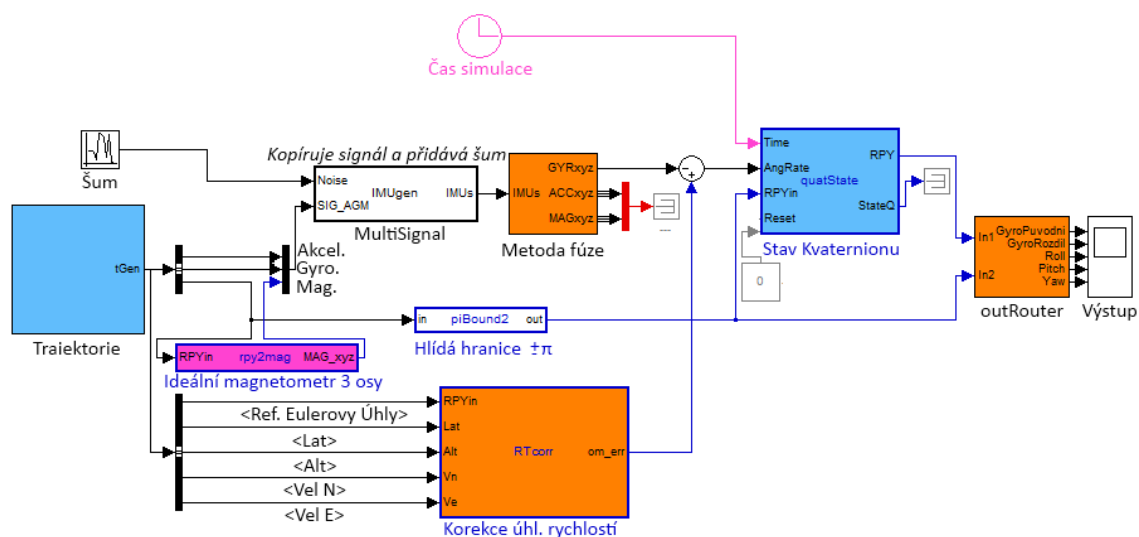 Čas simulace
Kopíruje signál a přidává šum
Šum
Noise
SIG_AGM
IMUgen
IMUs
MultiSignal
IMUs
GYRxyz
ACCxyz
MAGxyz
Metoda fúze
-
+
Time
AngRate
RPYin
Reset
quatState
RPY
StateQ
Stav Kvaternionu
0
In1
In2
GyroPuvodni
GyroRozdil
Roll
Pitch
Yaw
outRouter
Výstup
tGen
Traiektorie
Akcel.
Gyro.
Mag.
in
piBound2
out
Hlídá hranice ±π
RPYin
rpy2mag
MAG_xyz
Ideální magnetometr 3 osy
<Ref. Eulerovy Úhly>
<Lat>
<Alt>
<Vel N>
<Vel E>
RPYin
Lat
Alt
Vn
Ve
RTcorr
om_err
Korekce úhl. rychlostí